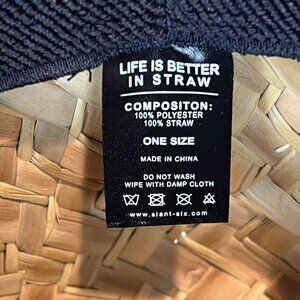 LIFE IS BETTER
IN STRAW
COMPOSITON:
100% POLYESTER
100% STRAW
ONE SIZE
MADE IN CHINA
DO NOT WASH
WIPE WITH DAMP CLOTH
www.slant-six.com